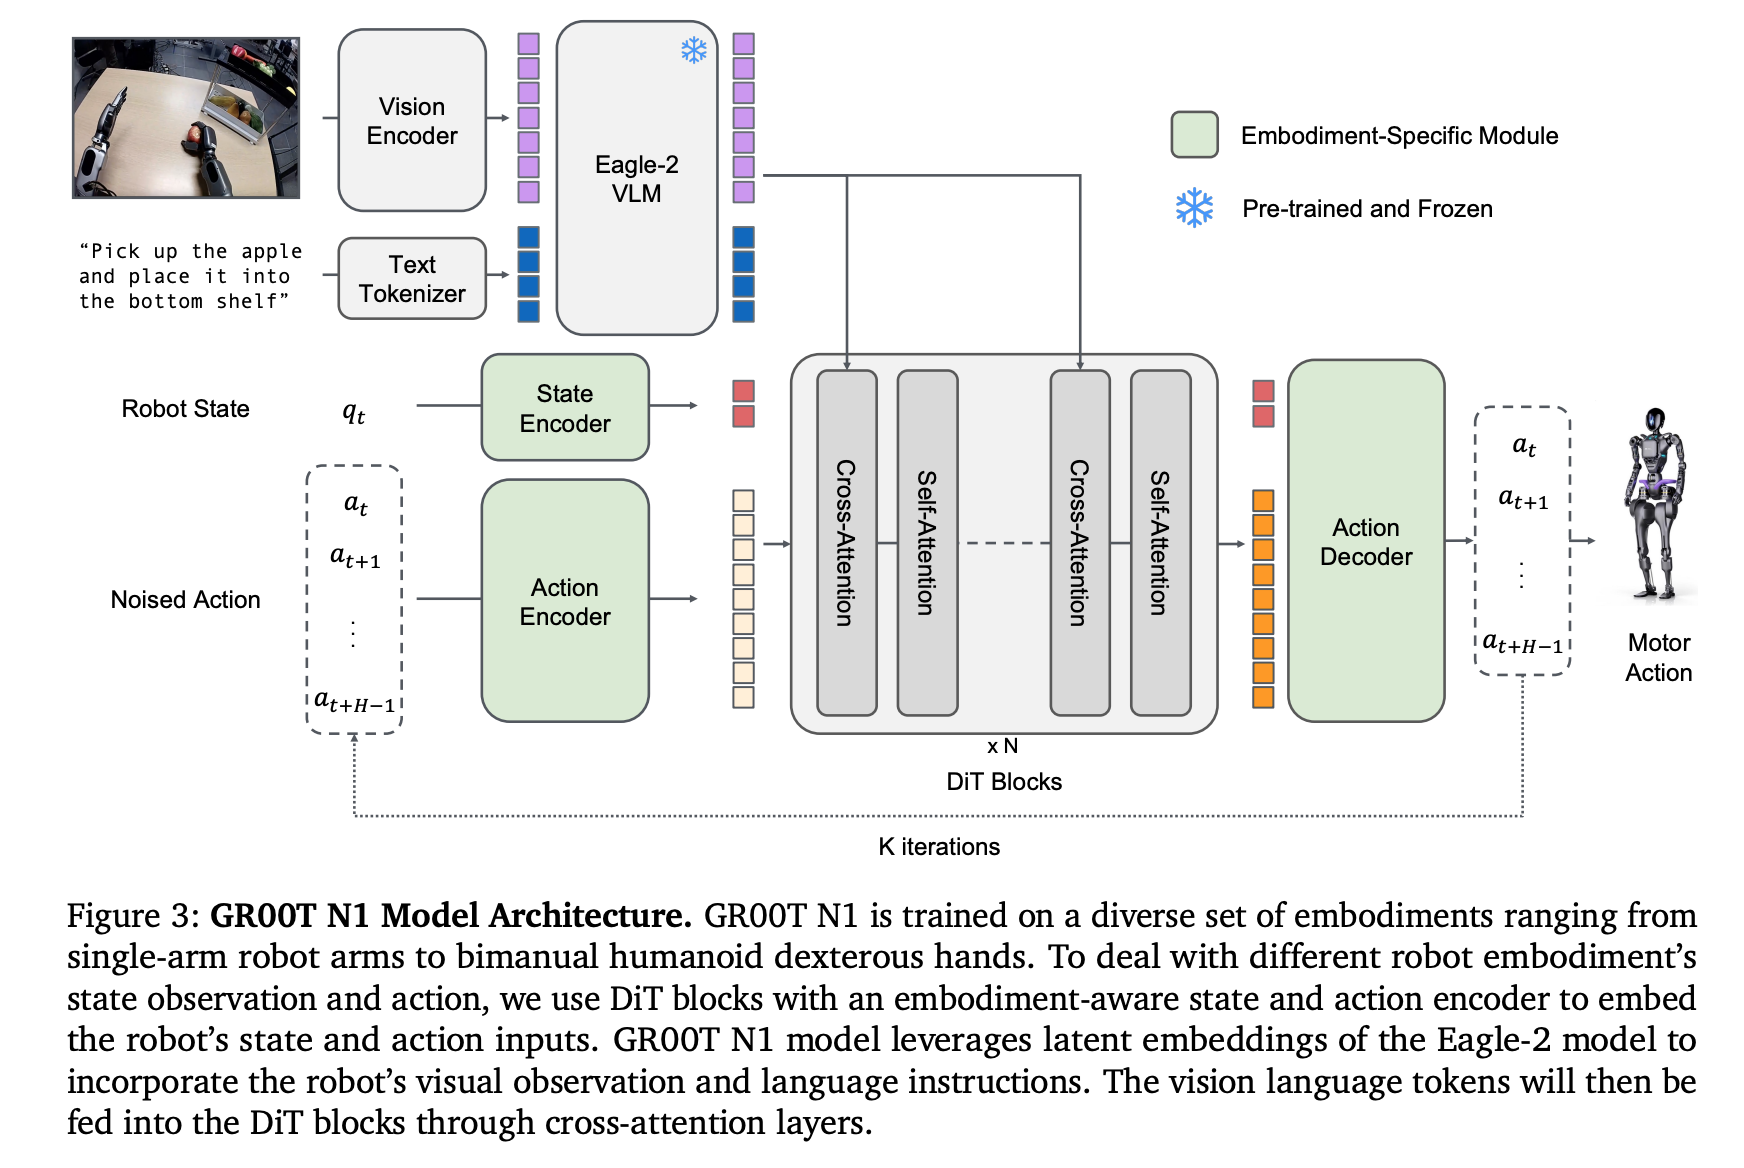 Vision
Encoder
Eagle-2
VLM
Embodiment-Specific Module
Pre-trained and Frozen
“Pick up the apple
and place it into
the bottom shelf”
Text
Tokenizer
Robot State
q_t
State
Encoder
Noised Action
a_t
a_{t+1}
⋮
a_{t+H−1}
Action
Encoder
Cross-Attention
Self-Attention
Cross-Attention
Self-Attention
x N
DiT Blocks
Action
Decoder
a_t
a_{t+1}
⋮
a_{t+H−1}
Motor
Action
K iterations
Figure 3: GR00T N1 Model Architecture. GR00T N1 is trained on a diverse set of embodiments ranging from
single-arm robot arms to bimanual humanoid dexterous hands. To deal with different robot embodiment’s
state observation and action, we use DiT blocks with an embodiment-aware state and action encoder to embed
the robot’s state and action inputs. GR00T N1 model leverages latent embeddings of the Eagle-2 model to
incorporate the robot’s visual observation and language instructions. The vision language tokens will then be
fed into the DiT blocks through cross-attention layers.